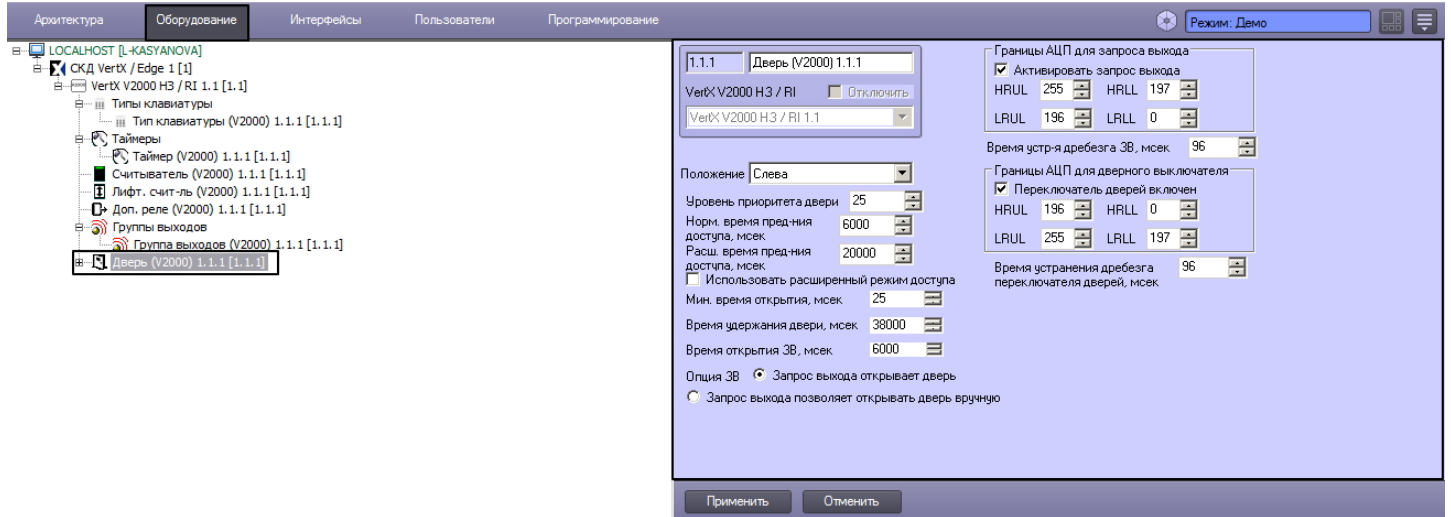 Архитектура Оборудование Интерфейсы Пользователи Программирование Режим: Демо
LOCALHOST [L-KASYANOVA]
СКД VertX / Edge 1 [1]
VertX V2000 НЗ / RI 1.1 [1.1]
Типы клавиатуры
Тип клавиатуры (V2000) 1.1.1 [1.1.1]
Таймеры
Таймер (V2000) 1.1.1 [1.1.1]
Считыватель (V2000) 1.1.1 [1.1.1]
Лифт. счит-ль (V2000) 1.1.1 [1.1.1]
Доп. реле (V2000) 1.1.1 [1.1.1]
Группы выходов
Группа выходов (V2000) 1.1.1 [1.1.1]
Дверь (V2000) 1.1.1 [1.1.1]
1.1.1 Дверь (V2000) 1.1.1
VertX V2000 НЗ / RI Отключить
VertX V2000 НЗ / RI 1.1
Положение Слева
Уровень приоритета двери 25
Норм. время пред-ния
доступа, мсек 6000
Расш. время пред-ния
доступа, мсек 20000
Использовать расширенный режим доступа
Мин. время открытия, мсек 25
Время удержания двери, мсек 38000
Время открытия ЗВ, мсек 6000
Опция ЗВ Запрос выхода открывает дверь
Запрос выхода позволяет открывать дверь вручную
Границы АЦП для запроса выхода
Активировать запрос выхода
HRUL 255 HRLL 197
LRUL 196 LRLL 0
Время устр-я дребезга ЗВ, мсек 96
Границы АЦП для дверного выключателя
Переключатель дверей включен
HRUL 196 HRLL 0
LRUL 255 LRLL 197
Время устранения дребезга 96
переключателя дверей, мсек
Применить Отменить